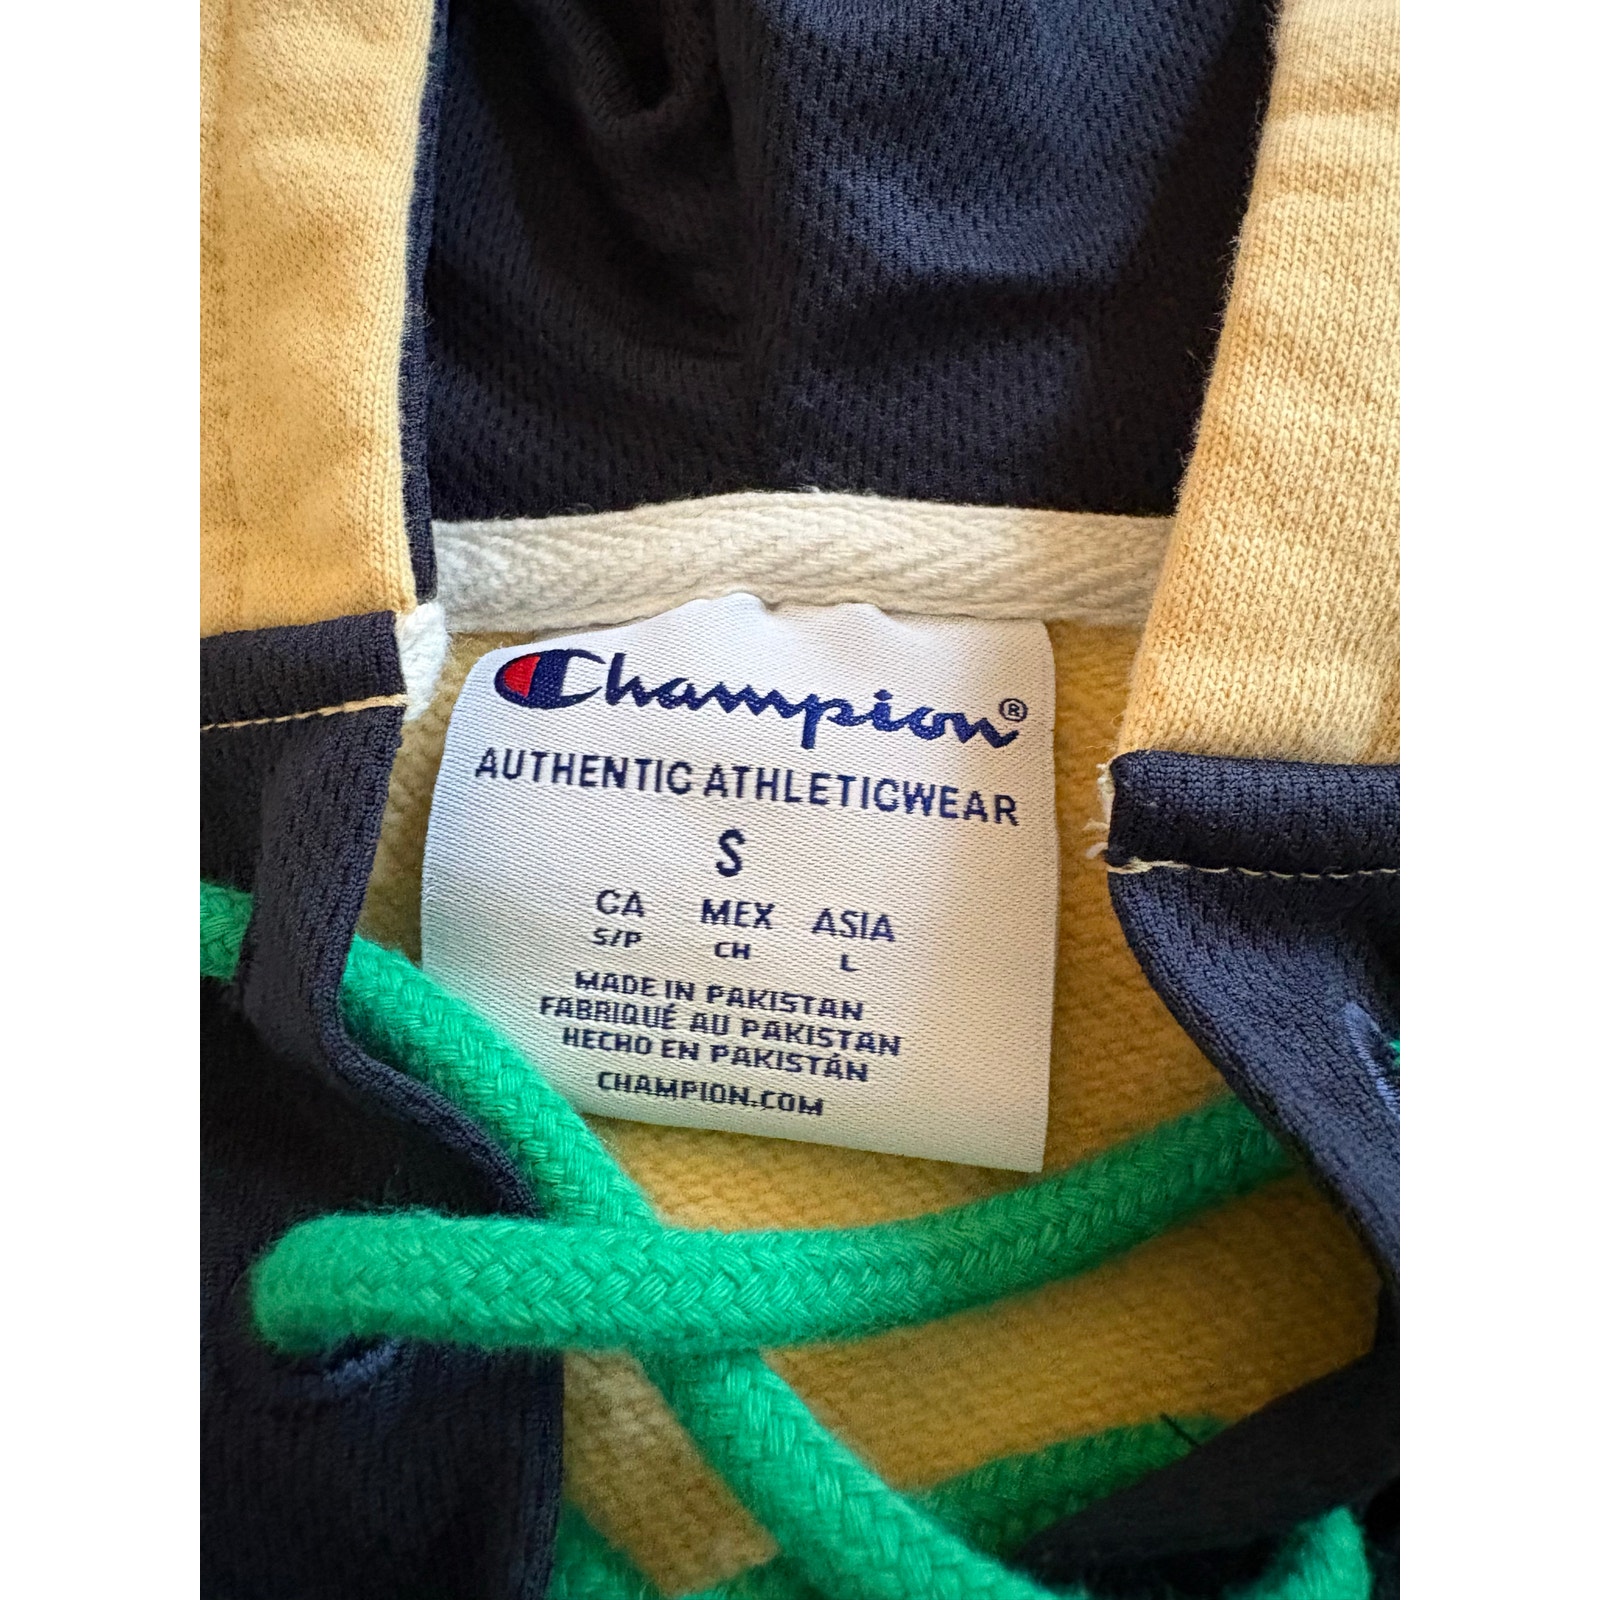 Champion®
AUTHENTIC ATHLETICWEAR
S
CA MEX ASIA
S/P CH L
MADE IN PAKISTAN
FABRIQUÉ AU PAKISTAN
HECHO EN PAKISTÁN
CHAMPION.COM